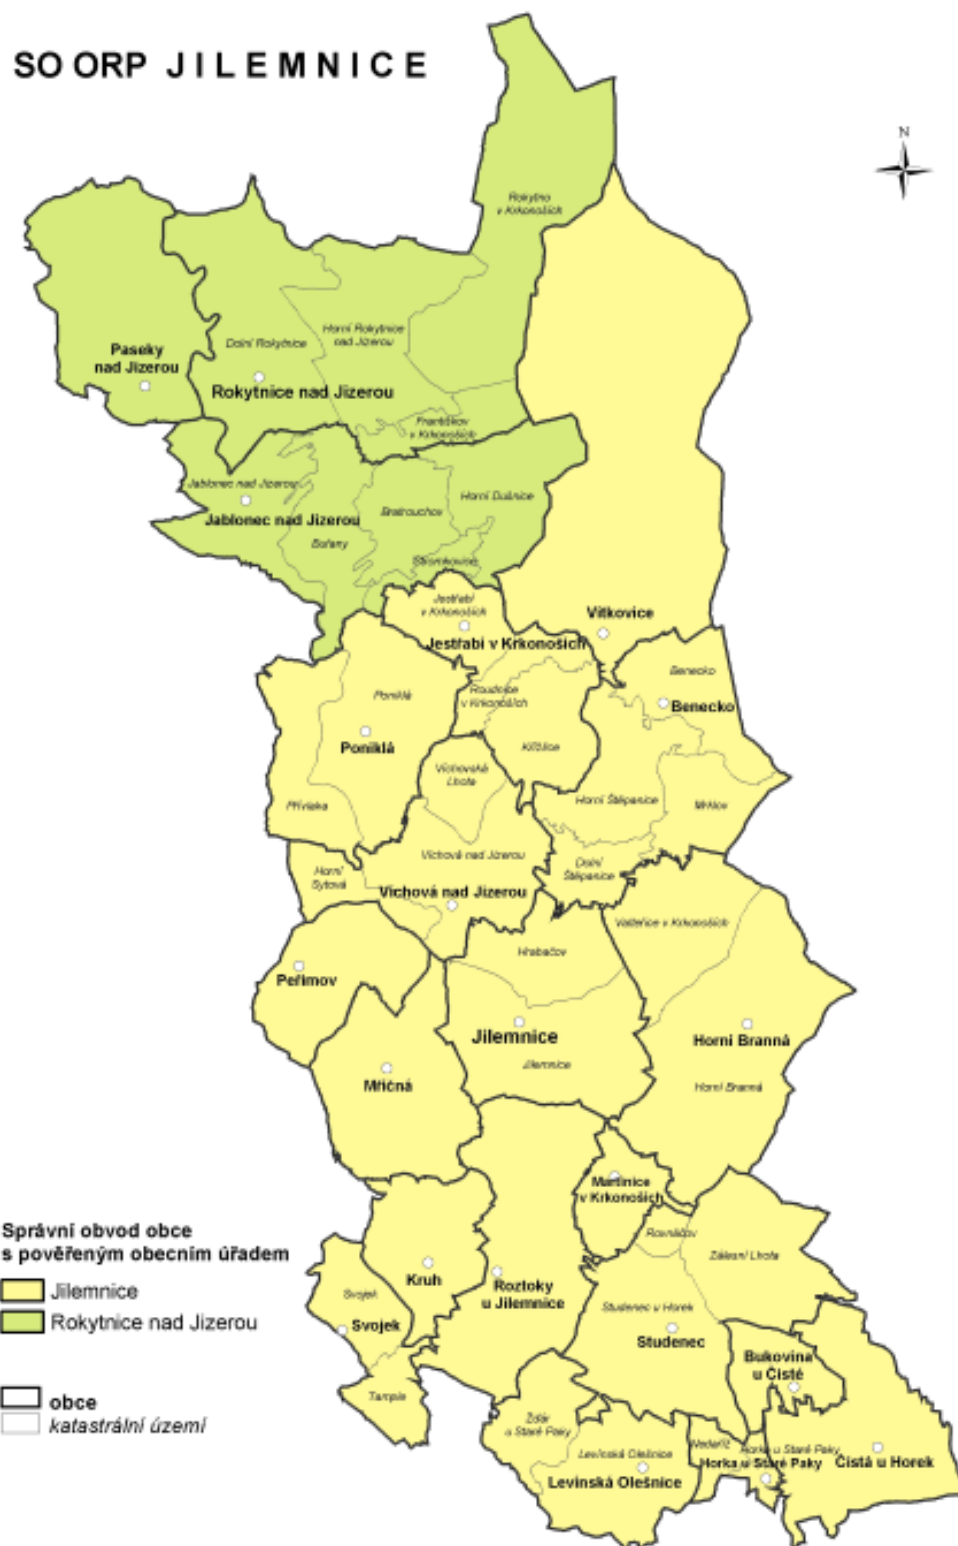 SO ORP JILEMNICE
N
Rokytno
v Krkonoších
Paseky
nad Jizerou
Dolní Rokytnice
Horní Rokytnice
nad Jizerou
Rokytnice nad Jizerou
Františkov
v Krkonoších
Jablonec nad Jizerou
Jablonec nad Jizerou
Bratrouchov
Horní Dušnice
Buřany
Stromkovice
Jestřabí
v Krkonoších
Jestřabí v Krkonoších
Vítkovice
Benecko
Benecko
Roudnice
v Krkonoších
Poniklá
Poniklá
Křížlice
Víchovská
Lhota
Přívlaka
Horní Štěpanice
Mrklov
Víchová nad Jizerou
Horní
Sytová
Dolní
Štěpanice
Víchová nad Jizerou
Valteřice v Krkonoších
Hrabačov
Peřimov
Jilemnice
Jilemnice
Horní Branná
Horní Branná
Mříčná
Martinice
v Krkonoších
Rovnáčov
Zálesní Lhota
Správní obvod obce
s pověřeným obecním úřadem
Jilemnice
Rokytnice nad Jizerou
obce
katastrální území
Kruh
Roztoky
u Jilemnice
Svojek
Svojek
Studenec u Horek
Studenec
Bukovina
u Čisté
Tample
Žďár
u Staré Paky
Levínská Olešnice
Levínská Olešnice
Nedaříž
Horka u Staré Paky
Horka u Staré Paky
Čistá u Horek